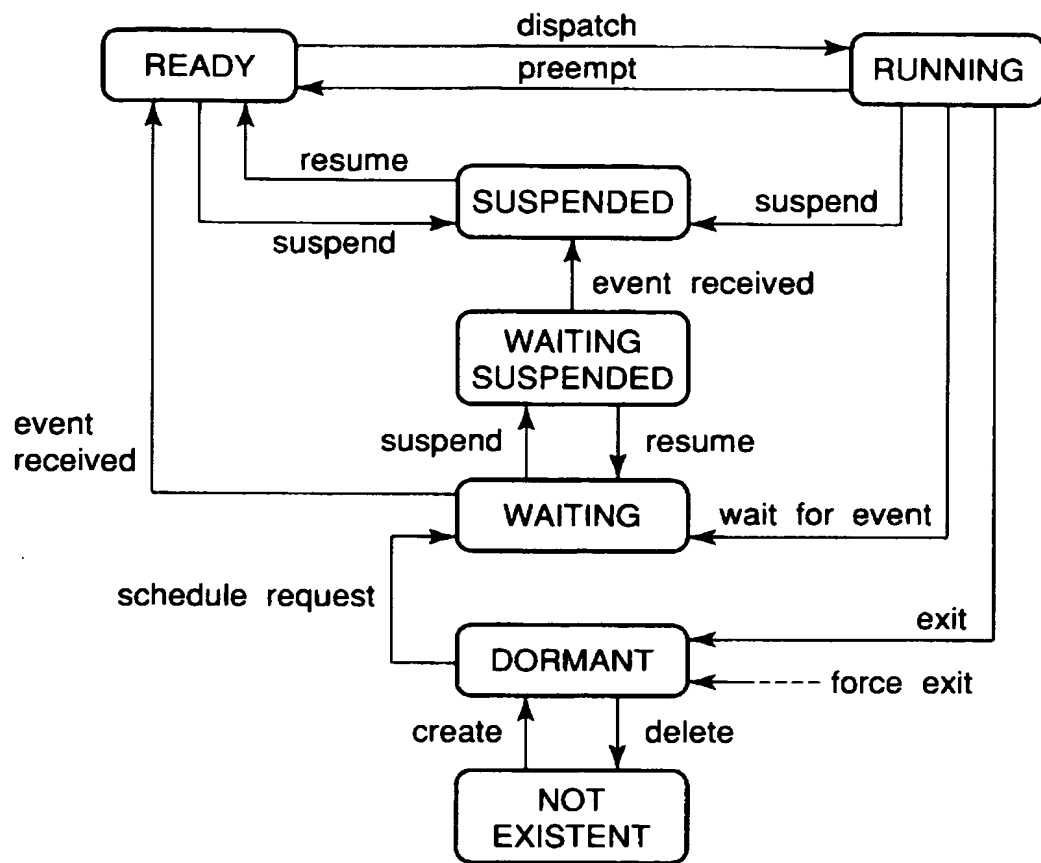 dispatch
READY
preempt
RUNNING
resume
SUSPENDED
suspend
suspend
event received
WAITING
SUSPENDED
event
received
suspend
resume
WAITING
wait for event
schedule request
exit
DORMANT
force exit
create
delete
NOT
EXISTENT